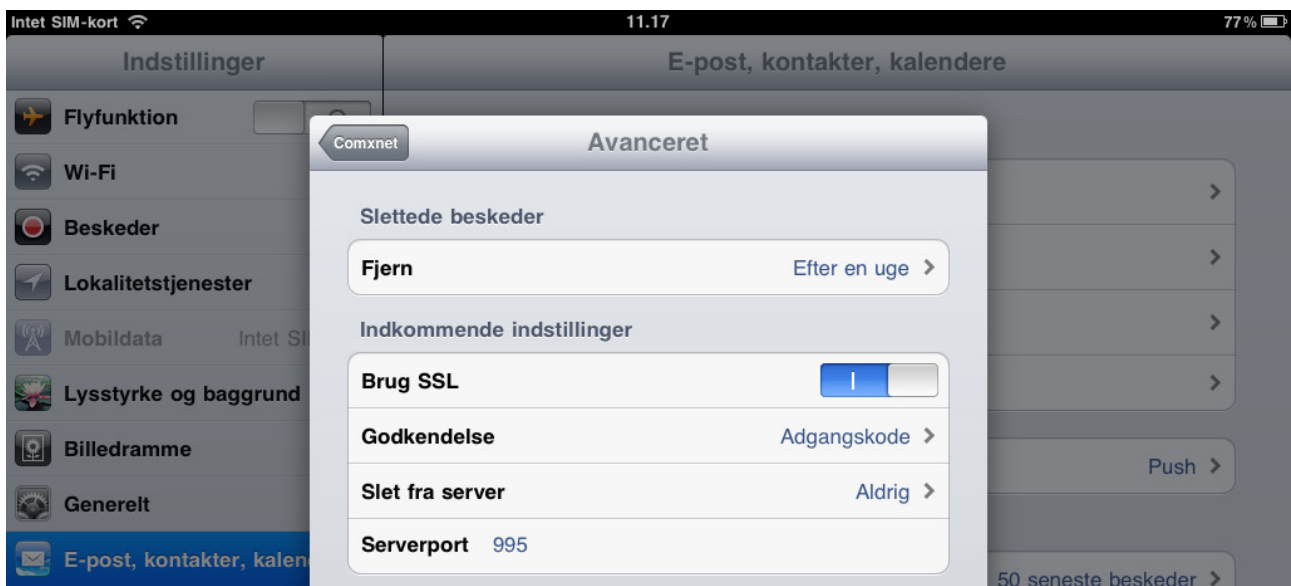 Intet SIM-kort 11.17 77 %
Indstillinger
E-post, kontakter, kalendere
Flyfunktion
Wi-Fi
Beskeder
Lokalitetstjenester
Mobildata Intet
Lysstyrke og baggrund
Billedramme
Generelt
E-post, kontakter,
Comxnet
Avanceret
Slettede beskeder
Fjern Efter en uge
Indkommende indstillinger
Brug SSL
Godkendelse Adgangskode
Slet fra server Aldrig
Serverport 995
Push
50 seneste beskeder